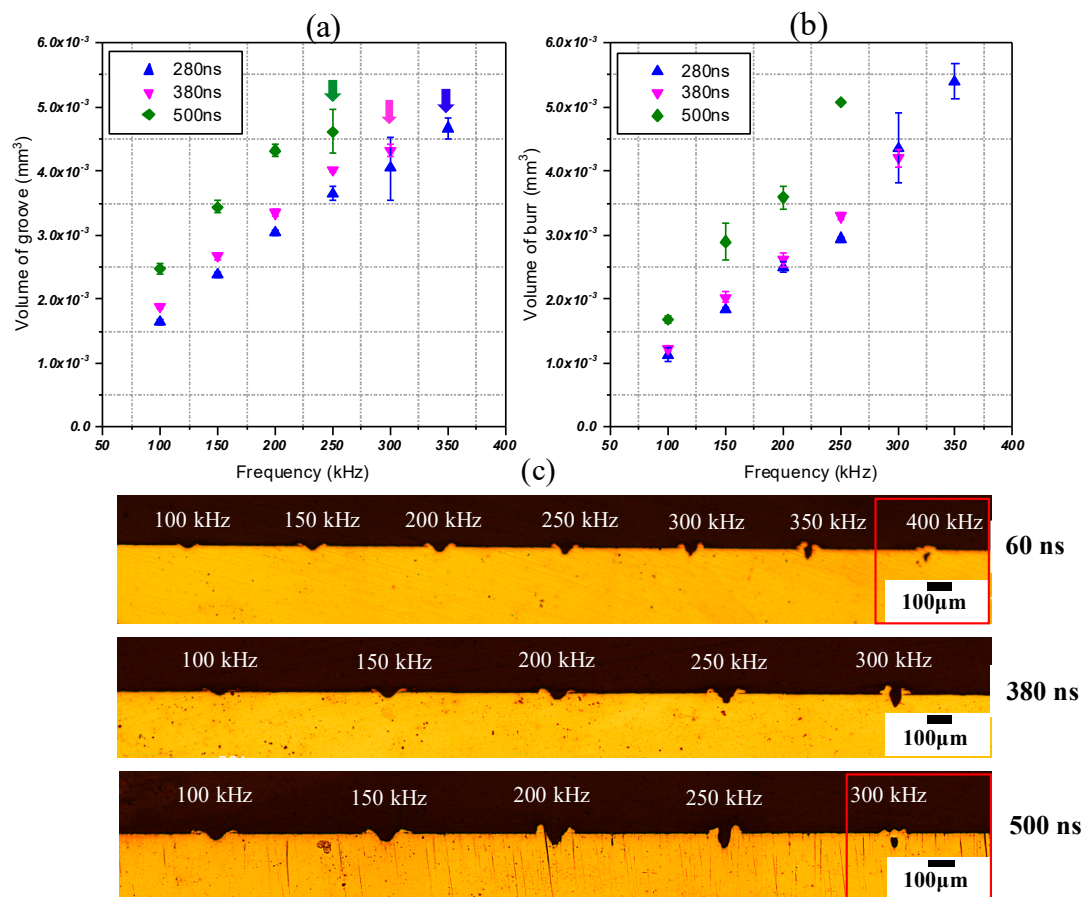 (a)
6.0x10⁻³
5.0x10⁻³
4.0x10⁻³
3.0x10⁻³
2.0x10⁻³
1.0x10⁻³
0.0
Volume of groove (mm³)
280ns
380ns
500ns
50 100 150 200 250 300 350 400
Frequency (kHz)
(b)
6.0x10⁻³
5.0x10⁻³
4.0x10⁻³
3.0x10⁻³
2.0x10⁻³
1.0x10⁻³
0.0
Volume of burr (mm³)
280ns
380ns
500ns
50 100 150 200 250 300 350 400
Frequency (kHz)
(c)
100 kHz 150 kHz 200 kHz 250 kHz 300 kHz 350 kHz 400 kHz
60 ns
100µm
100 kHz 150 kHz 200 kHz 250 kHz 300 kHz
380 ns
100µm
100 kHz 150 kHz 200 kHz 250 kHz 300 kHz
500 ns
100µm